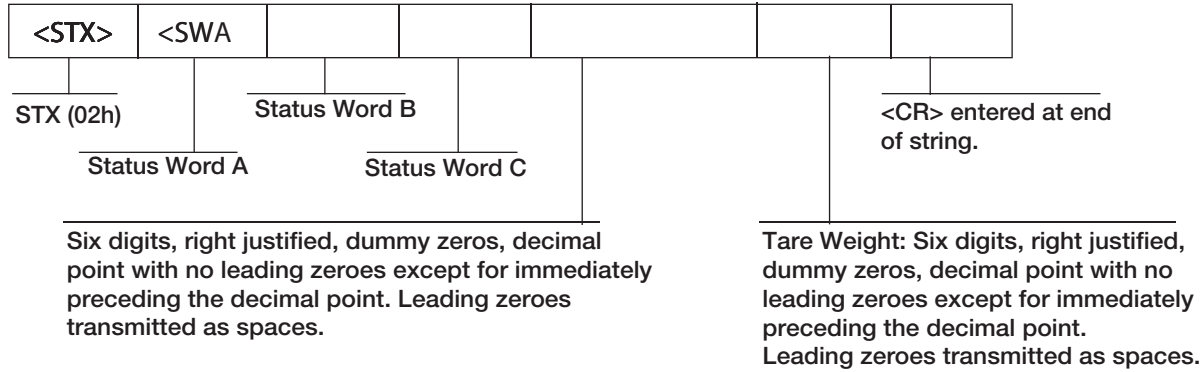 <STX> <SWA
STX (02h)
Status Word B
<CR> entered at end
of string.
Status Word A
Status Word C
Six digits, right justified, dummy zeros, decimal
point with no leading zeroes except for immediately
preceding the decimal point. Leading zeroes
transmitted as spaces.
Tare Weight: Six digits, right justified,
dummy zeros, decimal point with no
leading zeroes except for immediately
preceding the decimal point.
Leading zeroes transmitted as spaces.